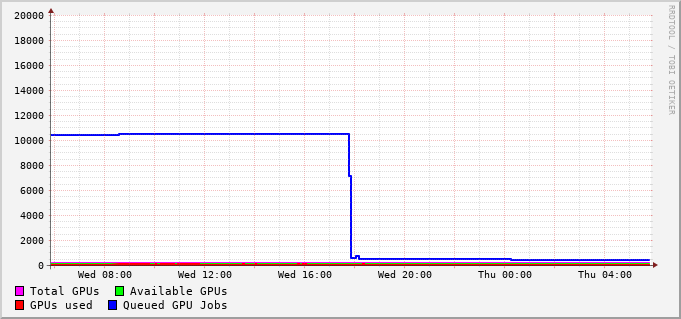 20000
18000
16000
14000
12000
10000
8000
6000
4000
2000
0
Wed 08:00 Wed 12:00 Wed 16:00 Wed 20:00 Thu 00:00 Thu 04:00
Total GPUs Available GPUs
GPUs used Queued GPU Jobs
RRDTOOL / TOBI OETIKER